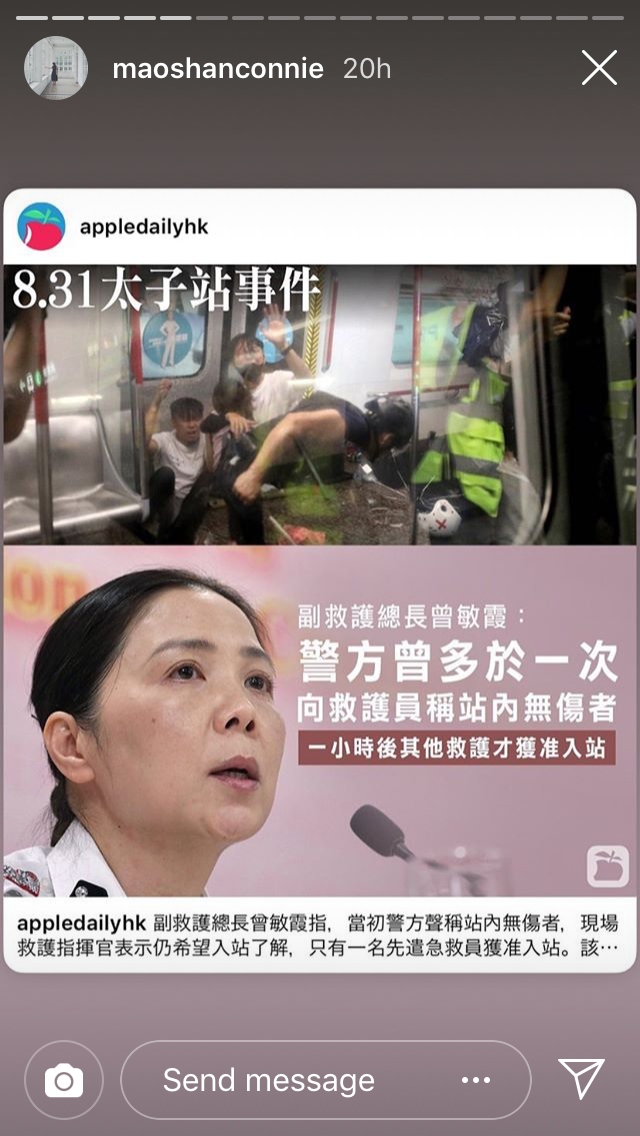 maoshanconnie 20h
appledailyhk
8.31太子站事件
副救護總長曾敏霞：
警方曾多於一次
向救護員稱站內無傷者
一小時後其他救護才獲准入站
appledailyhk 副救護總長曾敏霞指，當初警方聲稱站內無傷者，現場
救護指揮官表示仍希望入站了解，只有一名先遣急救員獲准入站。該…
Send message